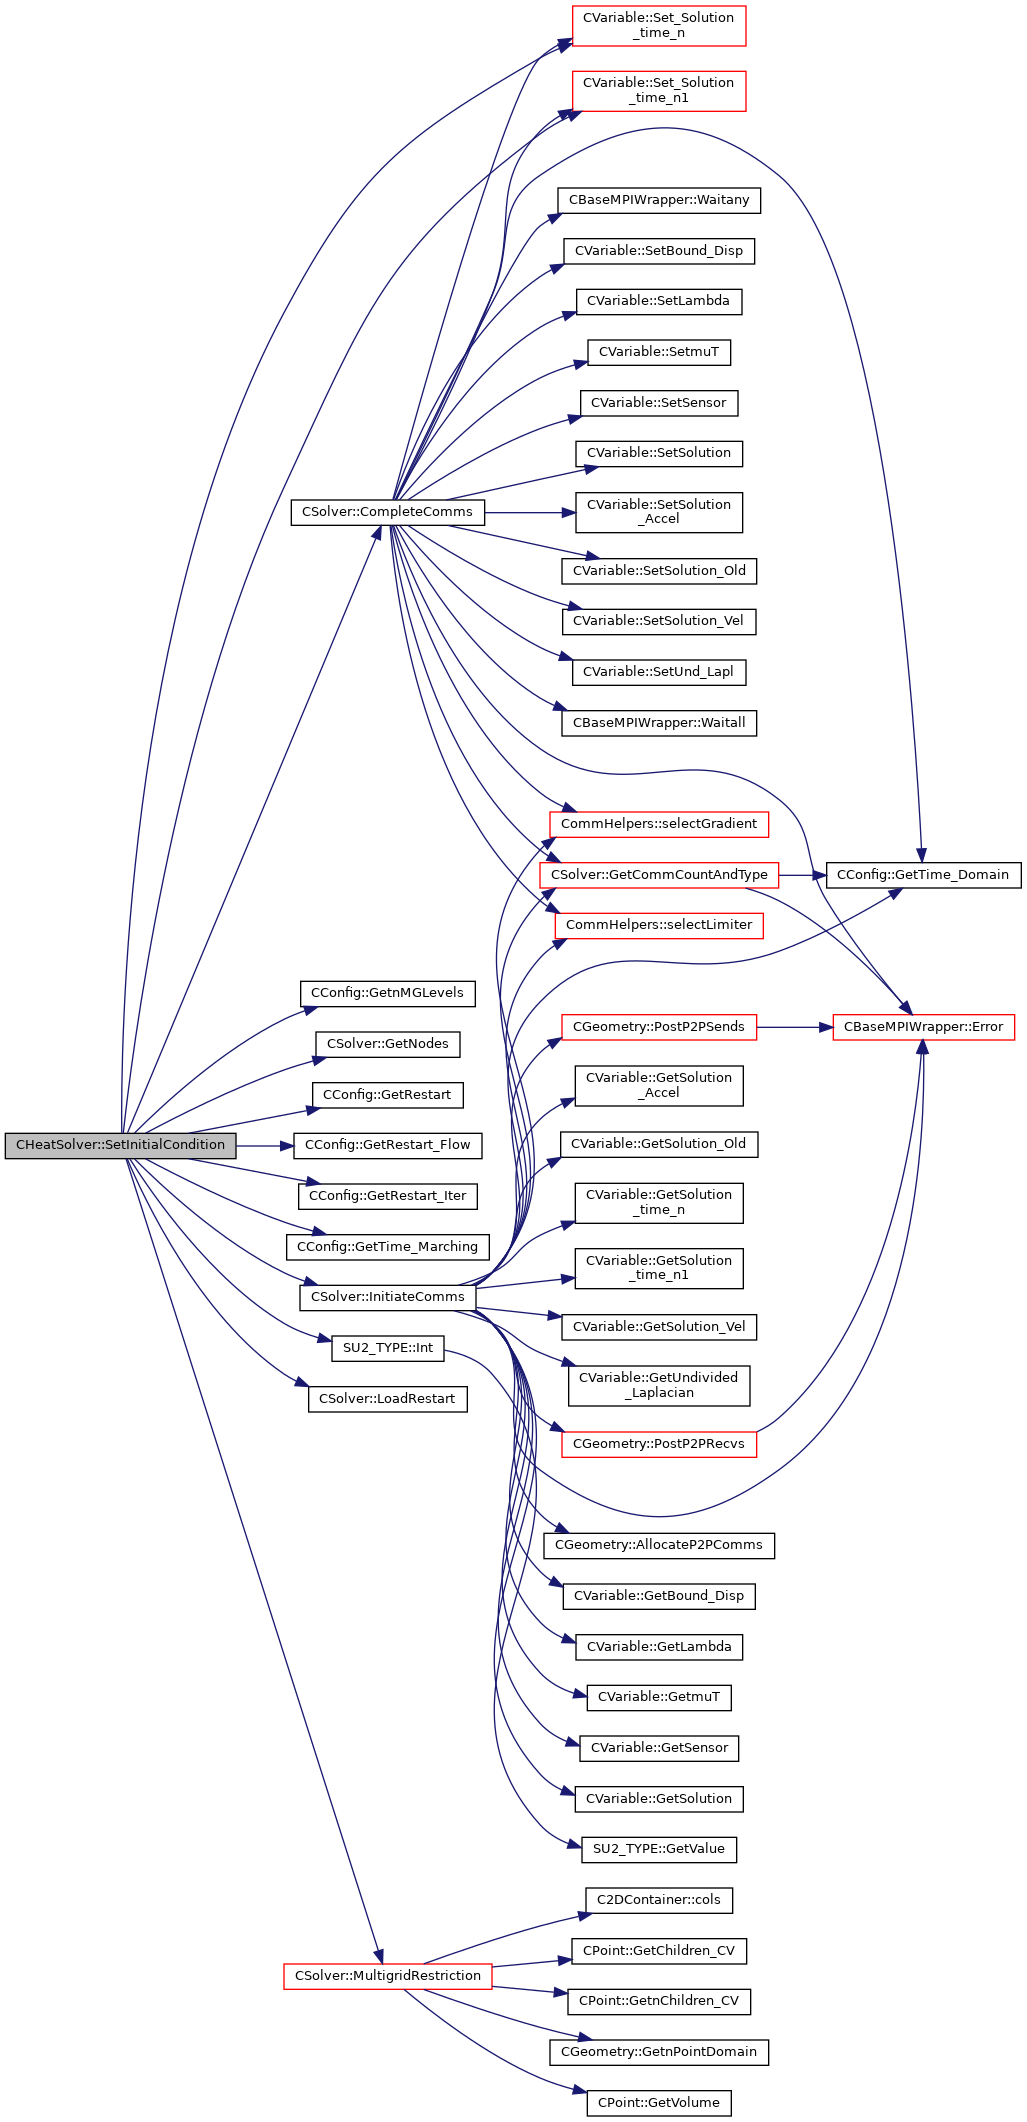 CVariable::Set_Solution
_time_n
CVariable::Set_Solution
_time_n1
CBaseMPIWrapper::Waitany
CVariable::SetBound_Disp
CVariable::SetLambda
CVariable::SetmuT
CVariable::SetSensor
CVariable::SetSolution
CSolver::CompleteComms
CVariable::SetSolution
_Accel
CVariable::SetSolution_Old
CVariable::SetSolution_Vel
CVariable::SetUnd_Lapl
CBaseMPIWrapper::Waitall
CommHelpers::selectGradient
CSolver::GetCommCountAndType
CConfig::GetTime_Domain
CommHelpers::selectLimiter
CConfig::GetnMGLevels
CGeometry::PostP2PSends
CBaseMPIWrapper::Error
CSolver::GetNodes
CVariable::GetSolution
_Accel
CConfig::GetRestart
CHeatSolver::SetInitialCondition
CConfig::GetRestart_Flow
CVariable::GetSolution_Old
CConfig::GetRestart_Iter
CVariable::GetSolution
_time_n
CConfig::GetTime_Marching
CVariable::GetSolution
_time_n1
CSolver::InitiateComms
CVariable::GetSolution_Vel
SU2_TYPE::Int
CVariable::GetUndivided
_Laplacian
CSolver::LoadRestart
CGeometry::PostP2PRecvs
CGeometry::AllocateP2PComms
CVariable::GetBound_Disp
CVariable::GetLambda
CVariable::GetmuT
CVariable::GetSensor
CVariable::GetSolution
SU2_TYPE::GetValue
C2DContainer::cols
CPoint::GetChildren_CV
CSolver::MultigridRestriction
CPoint::GetnChildren_CV
CGeometry::GetnPointDomain
CPoint::GetVolume